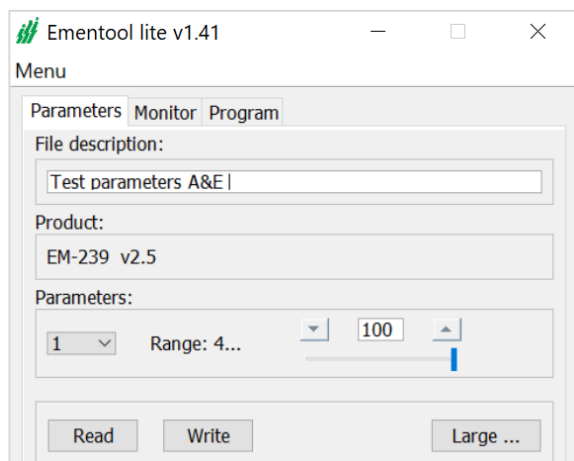 Ementool lite v1.41
Menu
Parameters Monitor Program
File description:
Test parameters A&E
Product:
EM-239 v2.5
Parameters:
1 Range: 4... 100
Read Write Large ...